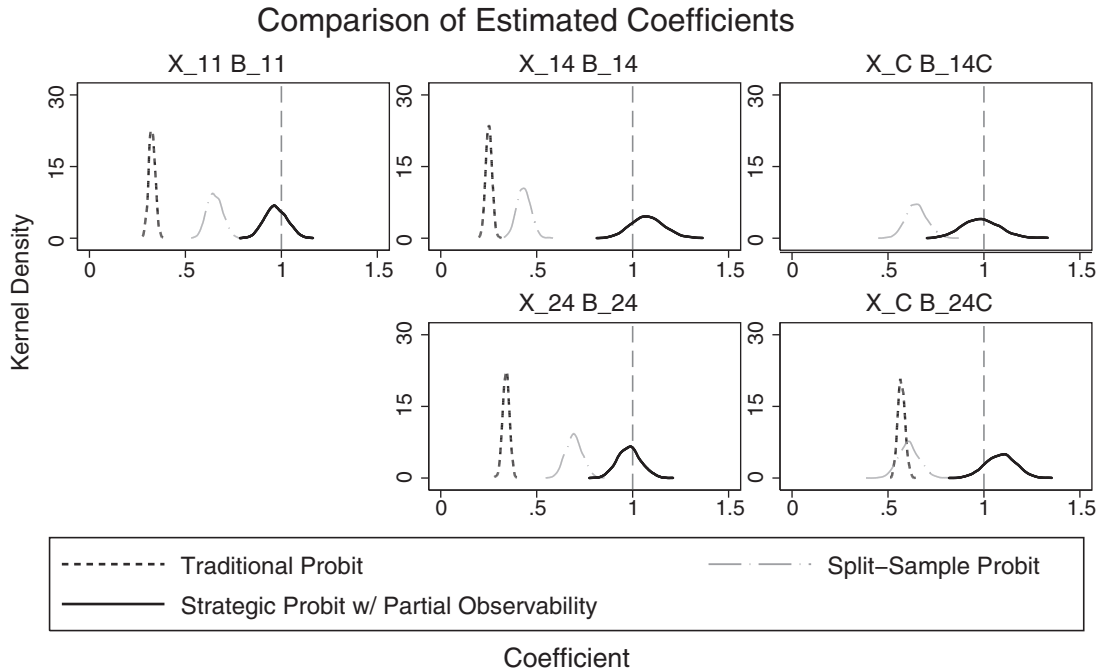 Comparison of Estimated Coefficients
X_11 B_11
X_14 B_14
X_C B_14C
30
15
0
0 .5 1 1.5
30
15
0
0 .5 1 1.5
30
15
0
0 .5 1 1.5
X_24 B_24
X_C B_24C
30
15
0
0 .5 1 1.5
30
15
0
0 .5 1 1.5
Kernel Density
Traditional Probit
Split−Sample Probit
Strategic Probit w/ Partial Observability
Coefficient